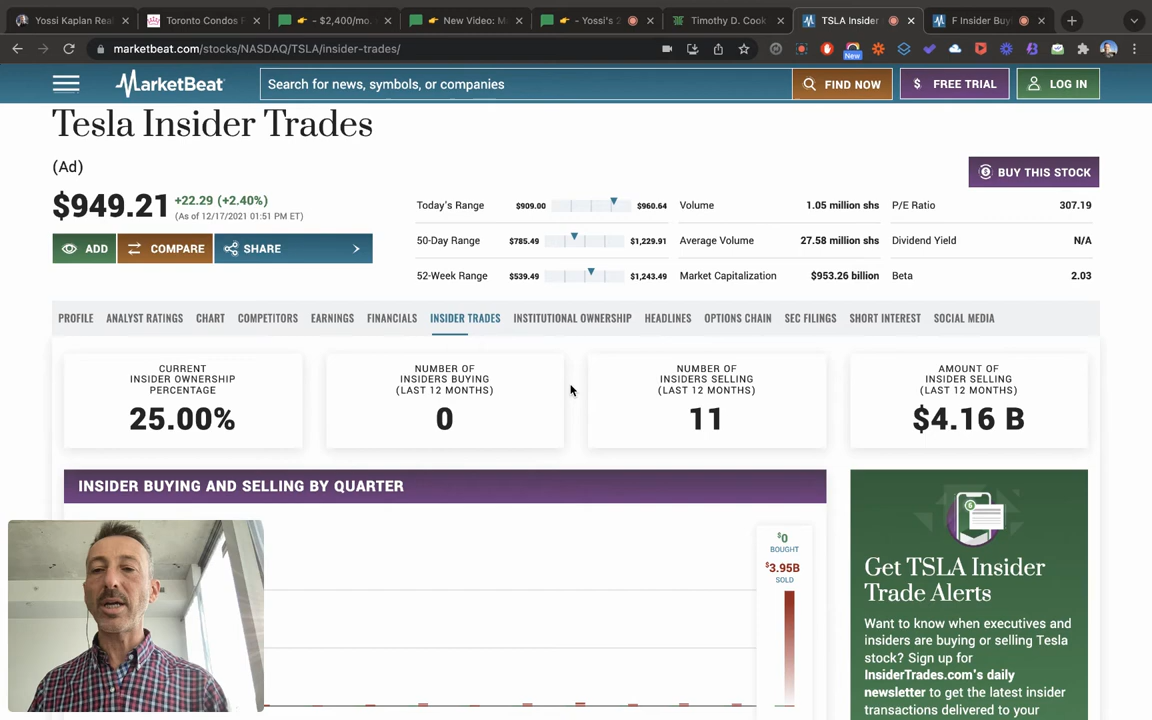 Yossi Kaplan Real
Toronto Condos F
- $2,400/mo.
New Video: M
- Yossi's 2
Timothy D. Cook
TSLA Insider
F Insider Buy
marketbeat.com/stocks/NASDAQ/TSLA/insider-trades/
New
MarketBeat
Search for news, symbols, or companies
FIND NOW
$ FREE TRIAL
LOG IN
Tesla Insider Trades
(Ad)
BUY THIS STOCK
$949.21 +22.29 (+2.40%)
(As of 12/17/2021 01:51 PM ET)
ADD
COMPARE
SHARE
Today's Range $909.00 $960.64
50-Day Range $785.49 $1,229.91
52-Week Range $539.49 $1,243.49
Volume 1.05 million shs
Average Volume 27.58 million shs
Market Capitalization $953.26 billion
P/E Ratio 307.19
Dividend Yield N/A
Beta 2.03
PROFILE ANALYST RATINGS CHART COMPETITORS EARNINGS FINANCIALS INSIDER TRADES INSTITUTIONAL OWNERSHIP HEADLINES OPTIONS CHAIN SEC FILINGS SHORT INTEREST SOCIAL MEDIA
CURRENT
INSIDER OWNERSHIP
PERCENTAGE
25.00%
NUMBER OF
INSIDERS BUYING
(LAST 12 MONTHS)
0
NUMBER OF
INSIDERS SELLING
(LAST 12 MONTHS)
11
AMOUNT OF
INSIDER SELLING
(LAST 12 MONTHS)
$4.16 B
INSIDER BUYING AND SELLING BY QUARTER
$0
BOUGHT
$3.95B
SOLD
Get TSLA Insider
Trade Alerts
Want to know when executives and
insiders are buying or selling Tesla
stock? Sign up for
InsiderTrades.com's daily
newsletter to get the latest insider
transactions delivered to your